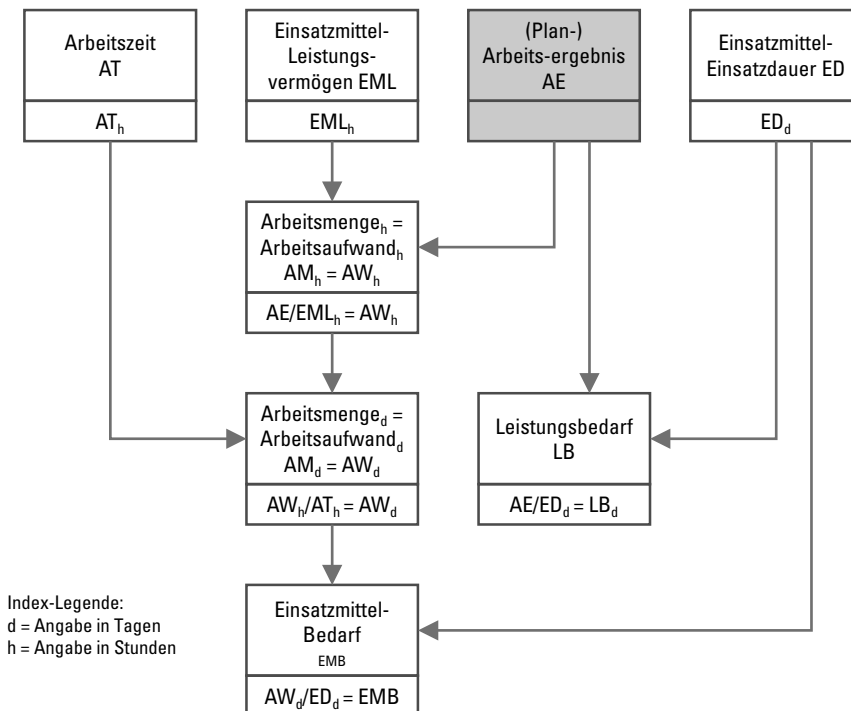 Arbeitszeit
AT
AT_h
Einsatzmittel-
Leistungs-
vermögen EML
EML_h
(Plan-)
Arbeits-ergebnis
AE
Einsatzmittel-
Einsatzdauer ED
ED_d
Arbeitsmenge_h =
Arbeitsaufwand_h
AM_h = AW_h
AE/EML_h = AW_h
Arbeitsmenge_d =
Arbeitsaufwand_d
AM_d = AW_d
AW_h/AT_h = AW_d
Leistungsbedarf
LB
AE/ED_d = LB_d
Index-Legende:
d = Angabe in Tagen
h = Angabe in Stunden
Einsatzmittel-
Bedarf
EMB
AW_d/ED_d = EMB